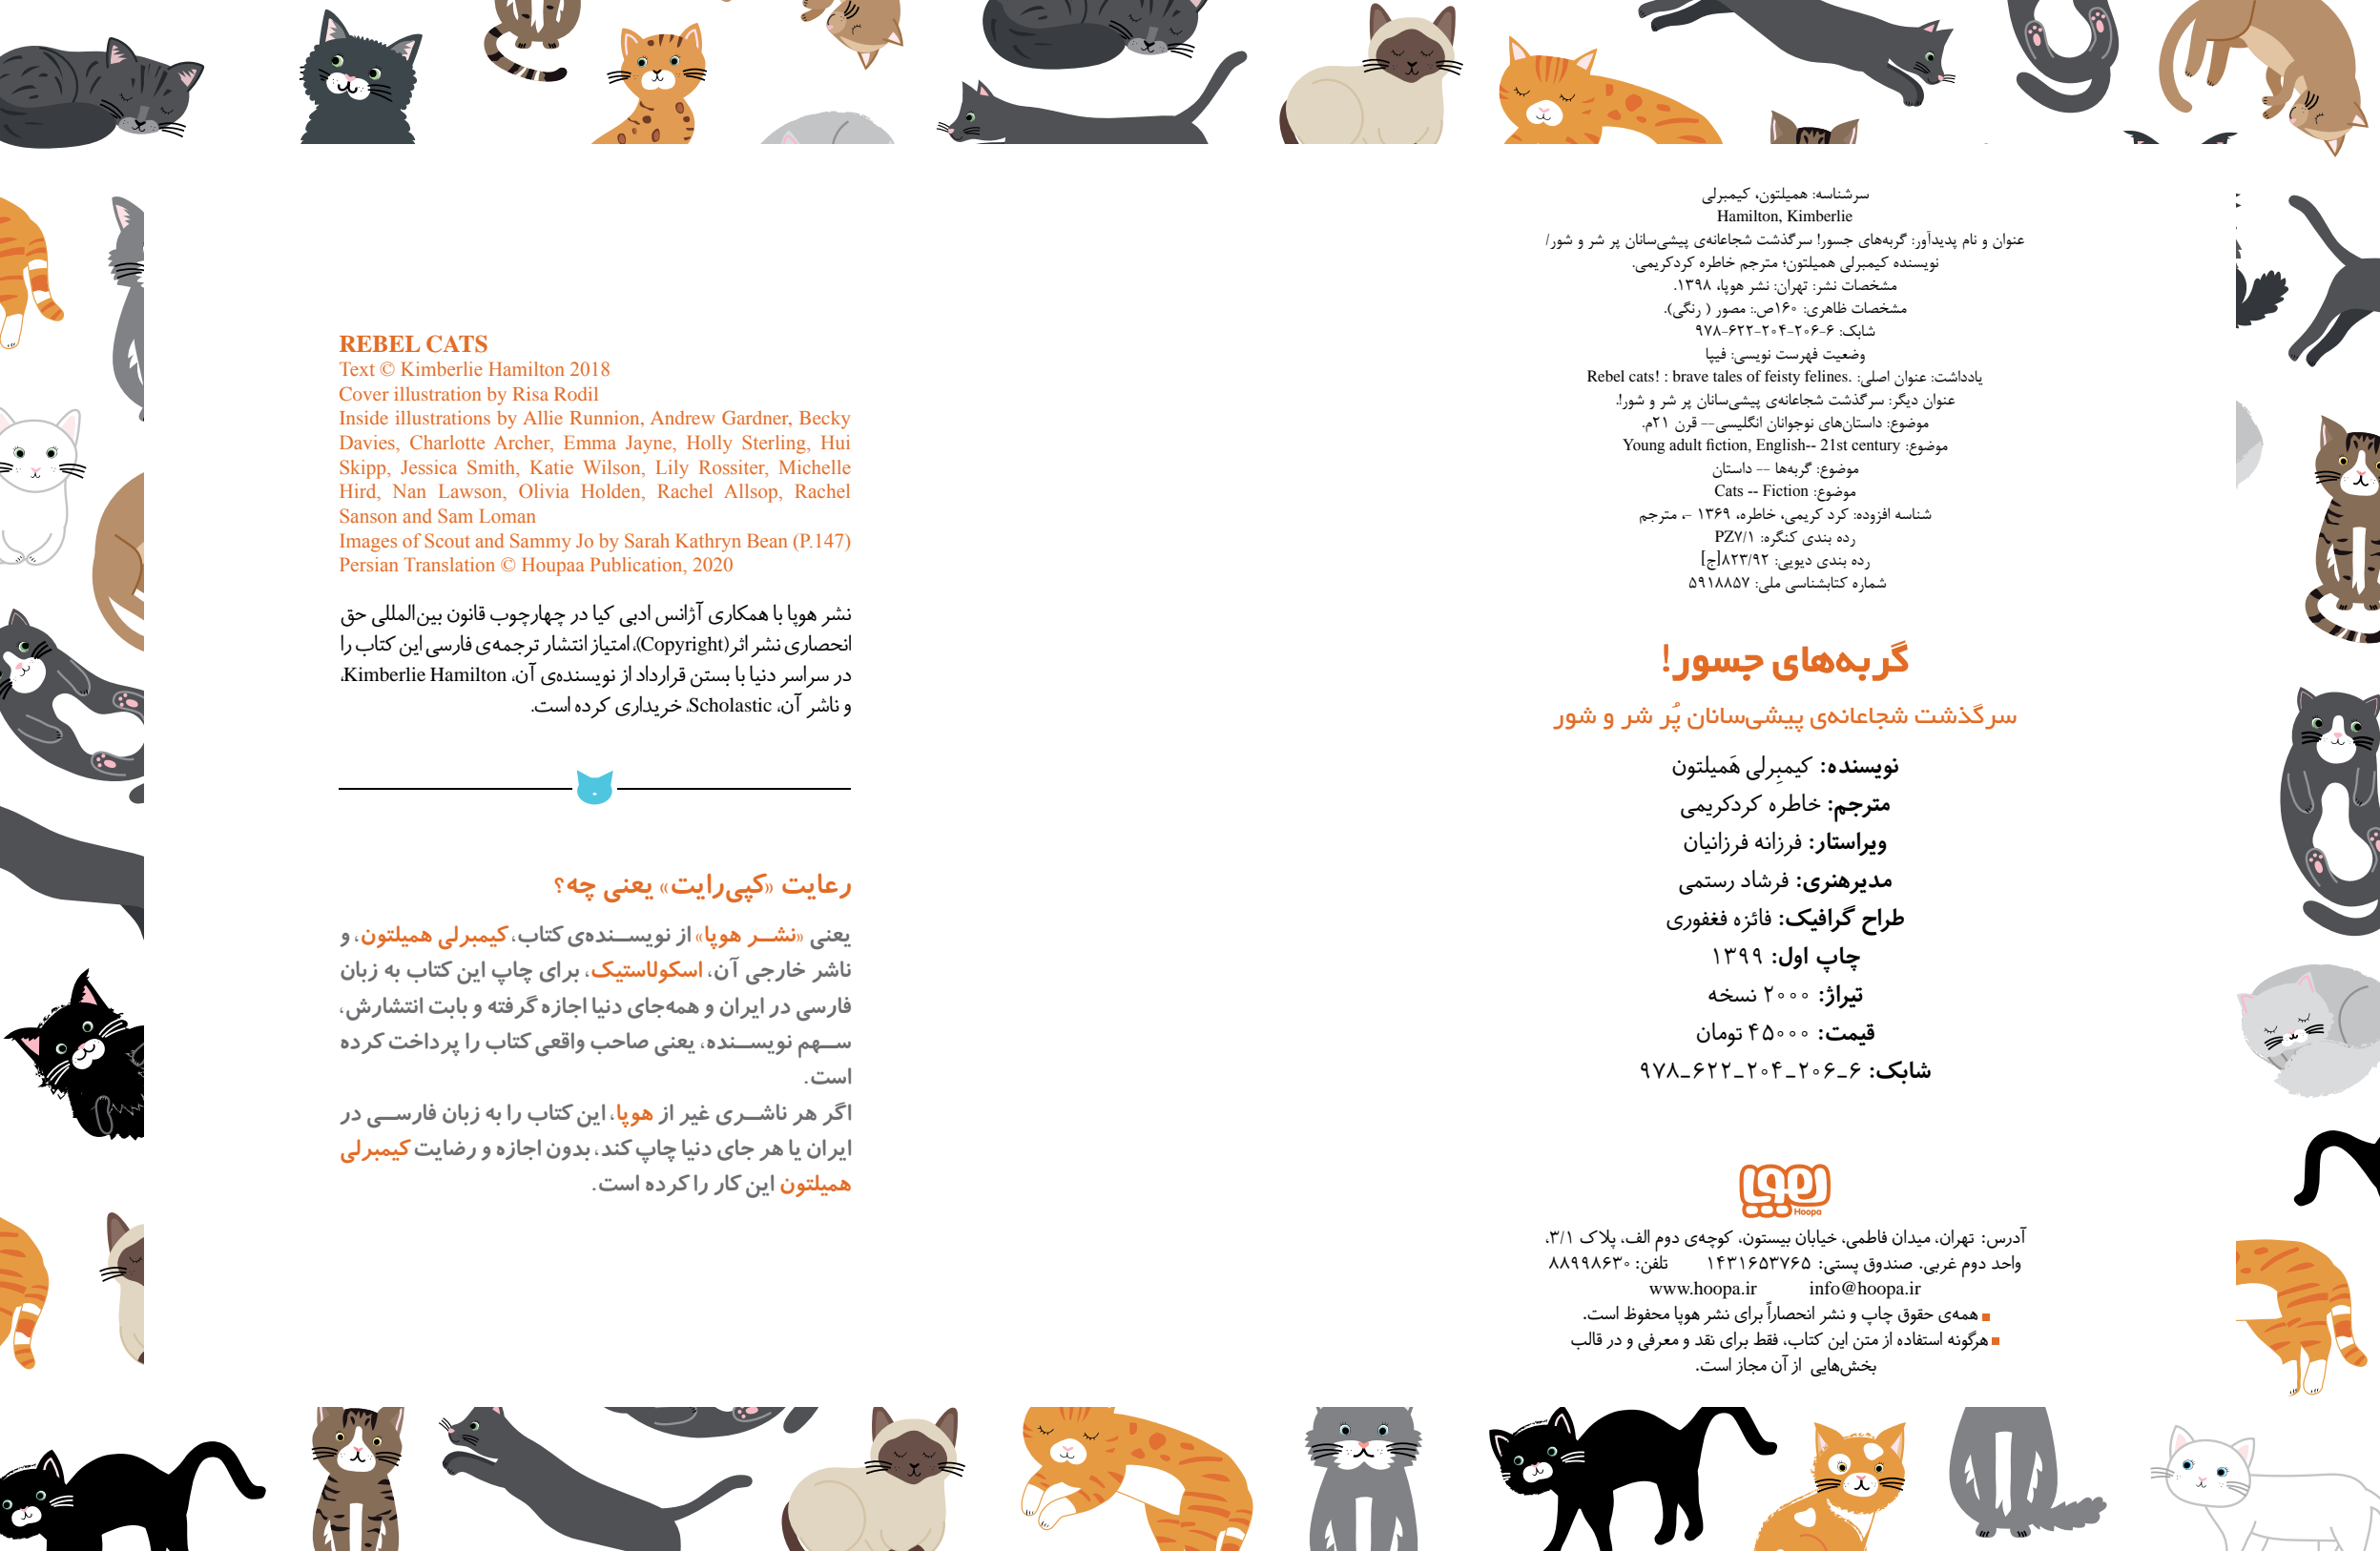 سرشناسه: همیلتون، کیمبرلی
Hamilton, Kimberlie
عنوان و نام پدیدآور: گربه‌های جسور! سرگذشت شجاعانه‌ی پیشی‌سانان پر شر و شور/
نویسنده کیمبرلی همیلتون؛ مترجم خاطره کردکریمی.
مشخصات نشر: تهران: نشر هوپا، ۱۳۹۸.
مشخصات ظاهری: ۱۶۰ص.: مصور ( رنگی).
شابک: ۶-۲۰۶-۲۰۴-۶۲۲-۹۷۸
وضعیت فهرست نویسی: فیپا
یادداشت: عنوان اصلی: .Rebel cats! : brave tales of feisty felines
عنوان دیگر: سرگذشت شجاعانه‌ی پیشی‌سانان پر شر و شور!.
موضوع: داستان‌های نوجوانان انگلیسی-- قرن ۲۱م.
موضوع: Young adult fiction, English-- 21st century
موضوع: گربه‌ها -- داستان
موضوع: Cats -- Fiction
شناسه افزوده: کرد کریمی، خاطره، ۱۳۶۹ -، مترجم
رده بندی کنگره: PZ۷/۱
رده بندی دیویی: ۸۲۳/۹۲[ج]
شماره کتابشناسی ملی: ۵۹۱۸۸۵۷
گربه‌های جسور!
سرگذشت شجاعانه‌ی پیشی‌سانان پُر شر و شور
نویسنده: کیمبِرلی هَمیلتون
مترجم: خاطره کردکریمی
ویراستار: فرزانه فرزانیان
مدیرهنری: فرشاد رستمی
طراح گرافیک: فائزه فغفوری
چاپ اول: ۱۳۹۹
تیراژ: ۲۰۰۰ نسخه
قیمت: ۴۵۰۰۰ تومان
شابک: ۶-۲۰۶-۲۰۴-۶۲۲-۹۷۸
هوپا
Hoopa
آدرس: تهران، میدان فاطمی، خیابان بیستون، کوچه‌ی دوم الف، پلاک ۳/۱،
واحد دوم غربی. صندوق پستی: ۱۴۳۱۶۵۳۷۶۵ تلفن: ۸۸۹۹۸۶۳۰
www.hoopa.ir info@hoopa.ir
همه‌ی حقوق چاپ و نشر انحصاراً برای نشر هوپا محفوظ است.
هرگونه استفاده از متن این کتاب، فقط برای نقد و معرفی و در قالب
بخش‌هایی از آن مجاز است.
REBEL CATS
Text © Kimberlie Hamilton 2018
Cover illustration by Risa Rodil
Inside illustrations by Allie Runnion, Andrew Gardner, Becky
Davies, Charlotte Archer, Emma Jayne, Holly Sterling, Hui
Skipp, Jessica Smith, Katie Wilson, Lily Rossiter, Michelle
Hird, Nan Lawson, Olivia Holden, Rachel Allsop, Rachel
Sanson and Sam Loman
Images of Scout and Sammy Jo by Sarah Kathryn Bean (P.147)
Persian Translation © Houpaa Publication, 2020
نشر هوپا با همکاری آژانس ادبی کیا در چهارچوب قانون بین‌المللی حق
انحصاری نشر اثر (Copyright)، امتیاز انتشار ترجمه‌ی فارسی این کتاب را
در سراسر دنیا با بستن قرارداد از نویسنده‌ی آن، Kimberlie Hamilton،
و ناشر آن، Scholastic، خریداری کرده است.
رعایت «کپی‌رایت» یعنی چه؟
یعنی «نشر هوپا» از نویسنده‌ی کتاب، کیمبرلی همیلتون، و
ناشر خارجی آن، اسکولاستیک، برای چاپ این کتاب به زبان
فارسی در ایران و همه‌جای دنیا اجازه گرفته و بابت انتشارش،
سهم نویسنده، یعنی صاحب واقعی کتاب را پرداخت کرده
است.
اگر هر ناشری غیر از هوپا، این کتاب را به زبان فارسی در
ایران یا هر جای دنیا چاپ کند، بدون اجازه و رضایت کیمبرلی
همیلتون این کار را کرده است.